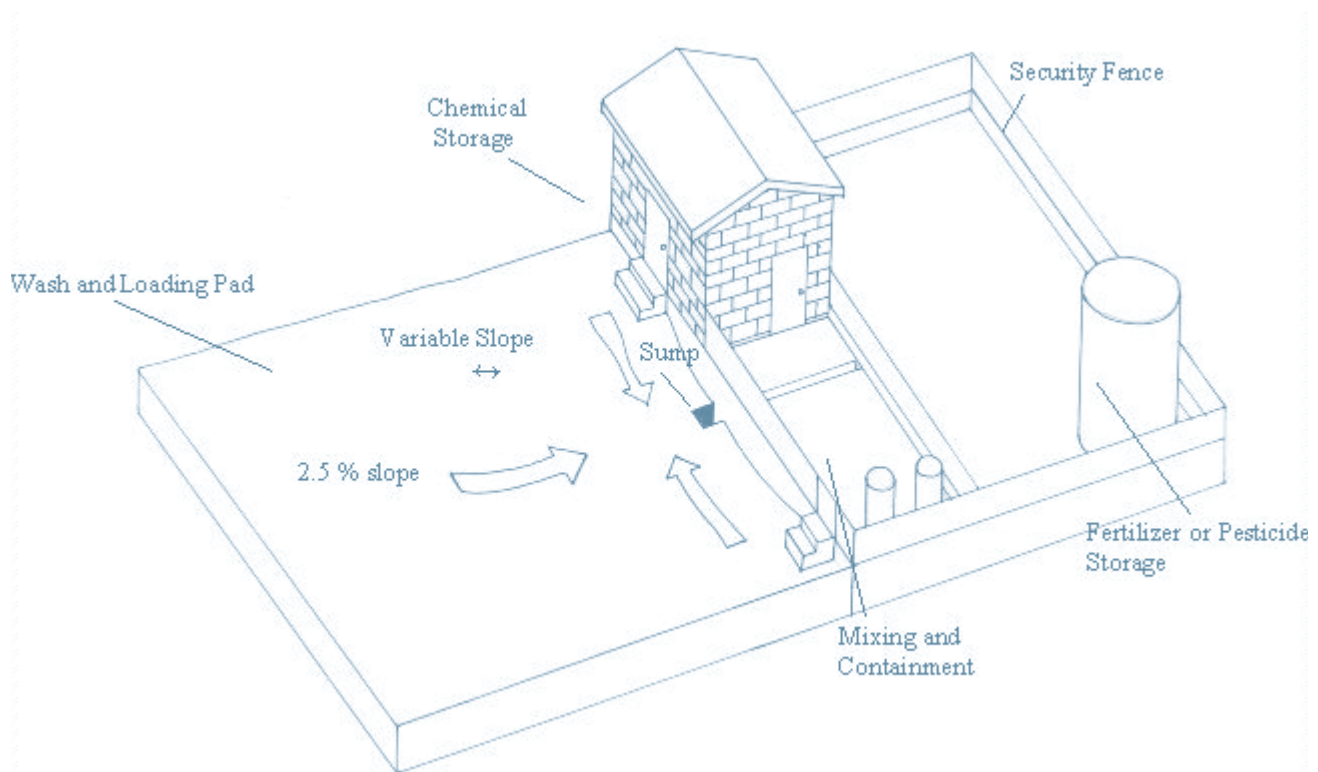 Security Fence
Chemical
Storage
Wash and Loading Pad
Variable Slope
↔
Sump
2.5 % slope
Fertilizer or Pesticide
Storage
Mixing and
Containment